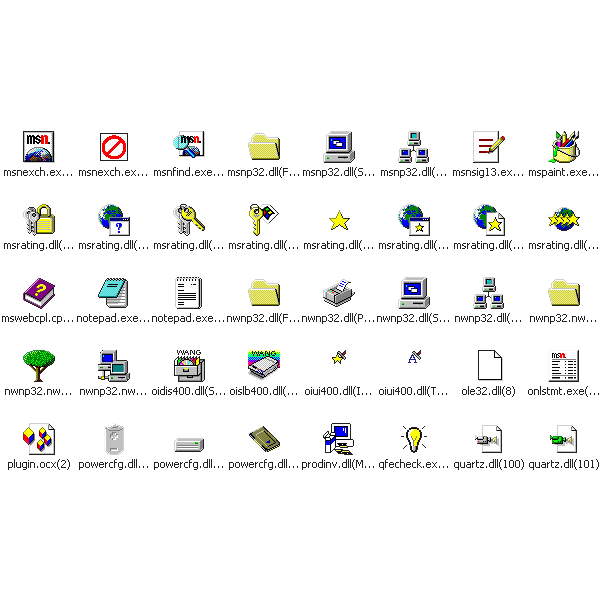 msn.
msn.
msnexch.ex... msnexch.ex... msnfind.exe... msnp32.dll(F... msnp32.dll(S... msnp32.dll(... msnsig13.ex... mspaint.exe...
msrating.dll(... msrating.dll(... msrating.dll(... msrating.dll(... msrating.dll(... msrating.dll(... msrating.dll(... msrating.dll(...
mswebcpl.cp... notepad.exe... notepad.exe... nwnp32.dll(F... nwnp32.dll(P... nwnp32.dll(S... nwnp32.dll(... nwnp32.nw...
WANG WANG msn.
nwnp32.nw... nwnp32.nw... oidis400.dll(S... oislb400.dll(... oiui400.dll(I... oiui400.dll(T... ole32.dll(8) onlstmt.exe(...
plugin.ocx(2) powercfg.dll... powercfg.dll... powercfg.dll... prodinv.dll(M... qfecheck.ex... quartz.dll(100) quartz.dll(101)